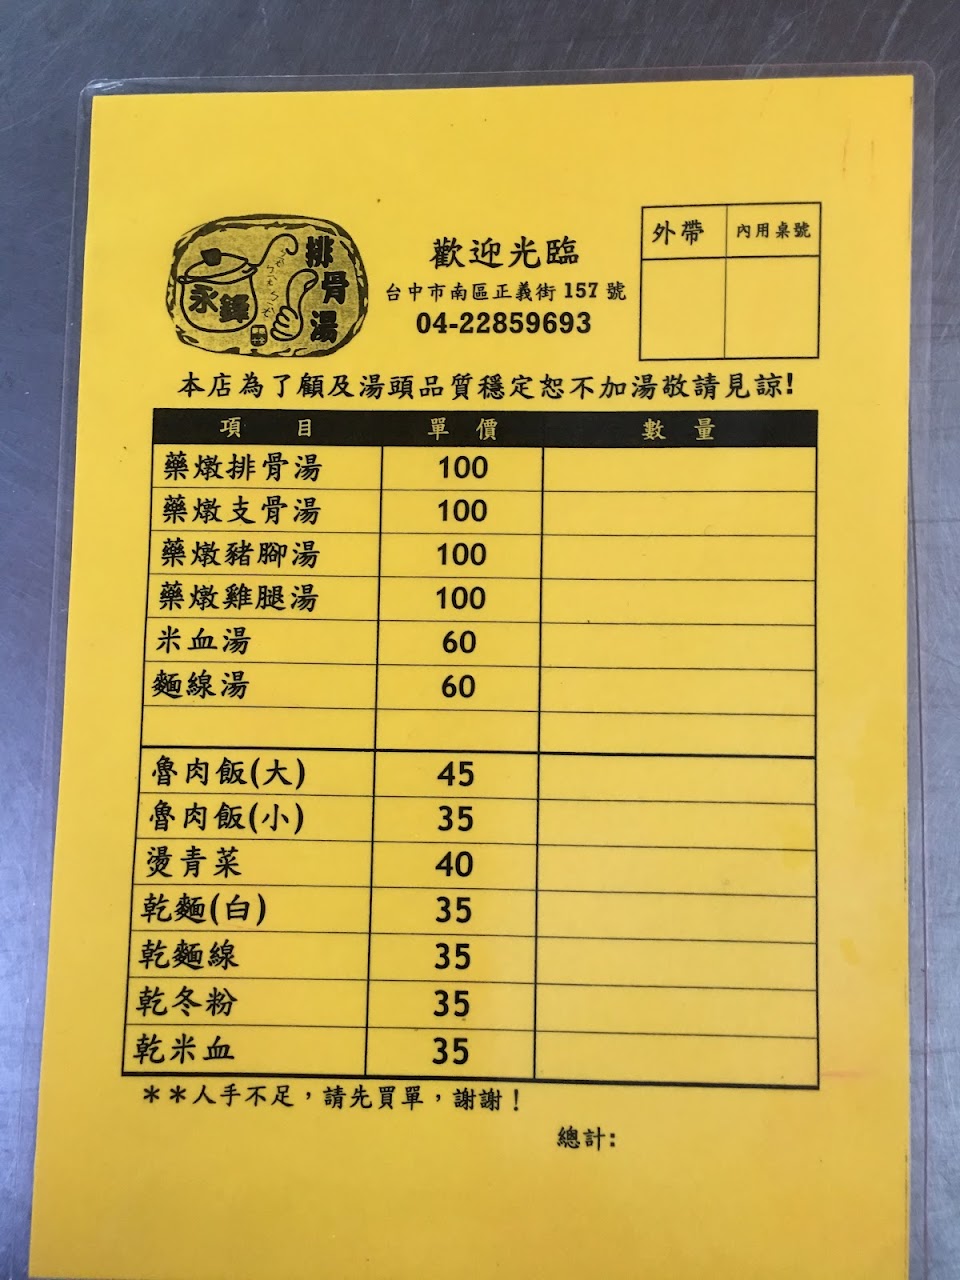 永鋒
排骨湯
歡迎光臨
台中市南區正義街 157 號
04-22859693
外帶 內用桌號
本店為了顧及湯頭品質穩定恕不加湯敬請見諒!
項 目 單 價 數 量
藥燉排骨湯 100
藥燉支骨湯 100
藥燉豬腳湯 100
藥燉雞腿湯 100
米血湯 60
麵線湯 60
魯肉飯(大) 45
魯肉飯(小) 35
燙青菜 40
乾麵(白) 35
乾麵線 35
乾冬粉 35
乾米血 35
＊＊人手不足，請先買單，謝謝！
總計: